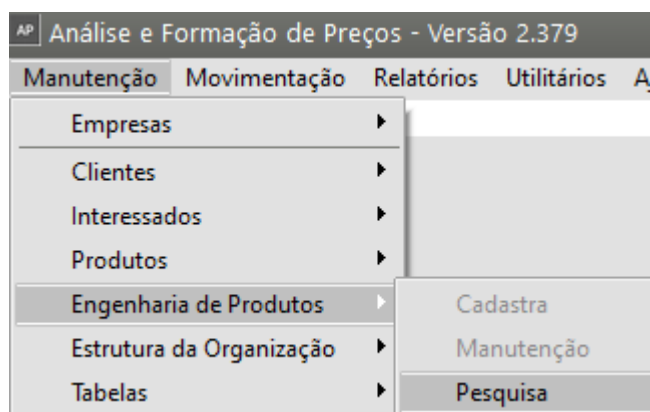 AP Análise e Formação de Preços - Versão 2.379
Manutenção Movimentação Relatórios Utilitários
Empresas
Clientes
Interessados
Produtos
Engenharia de Produtos Cadastra
Estrutura da Organização Manutenção
Tabelas Pesquisa